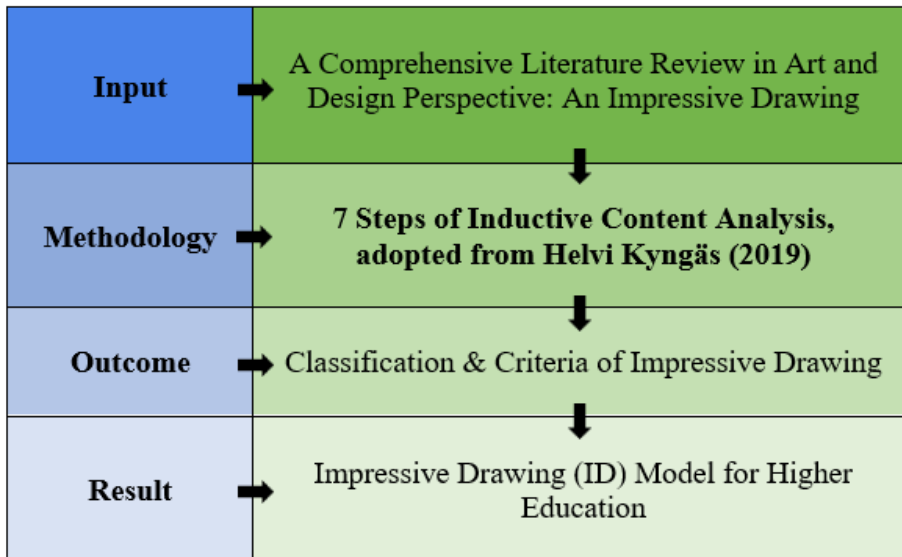 Input
A Comprehensive Literature Review in Art and
Design Perspective: An Impressive Drawing
Methodology
7 Steps of Inductive Content Analysis,
adopted from Helvi Kyngäs (2019)
Outcome
Classification & Criteria of Impressive Drawing
Result
Impressive Drawing (ID) Model for Higher
Education